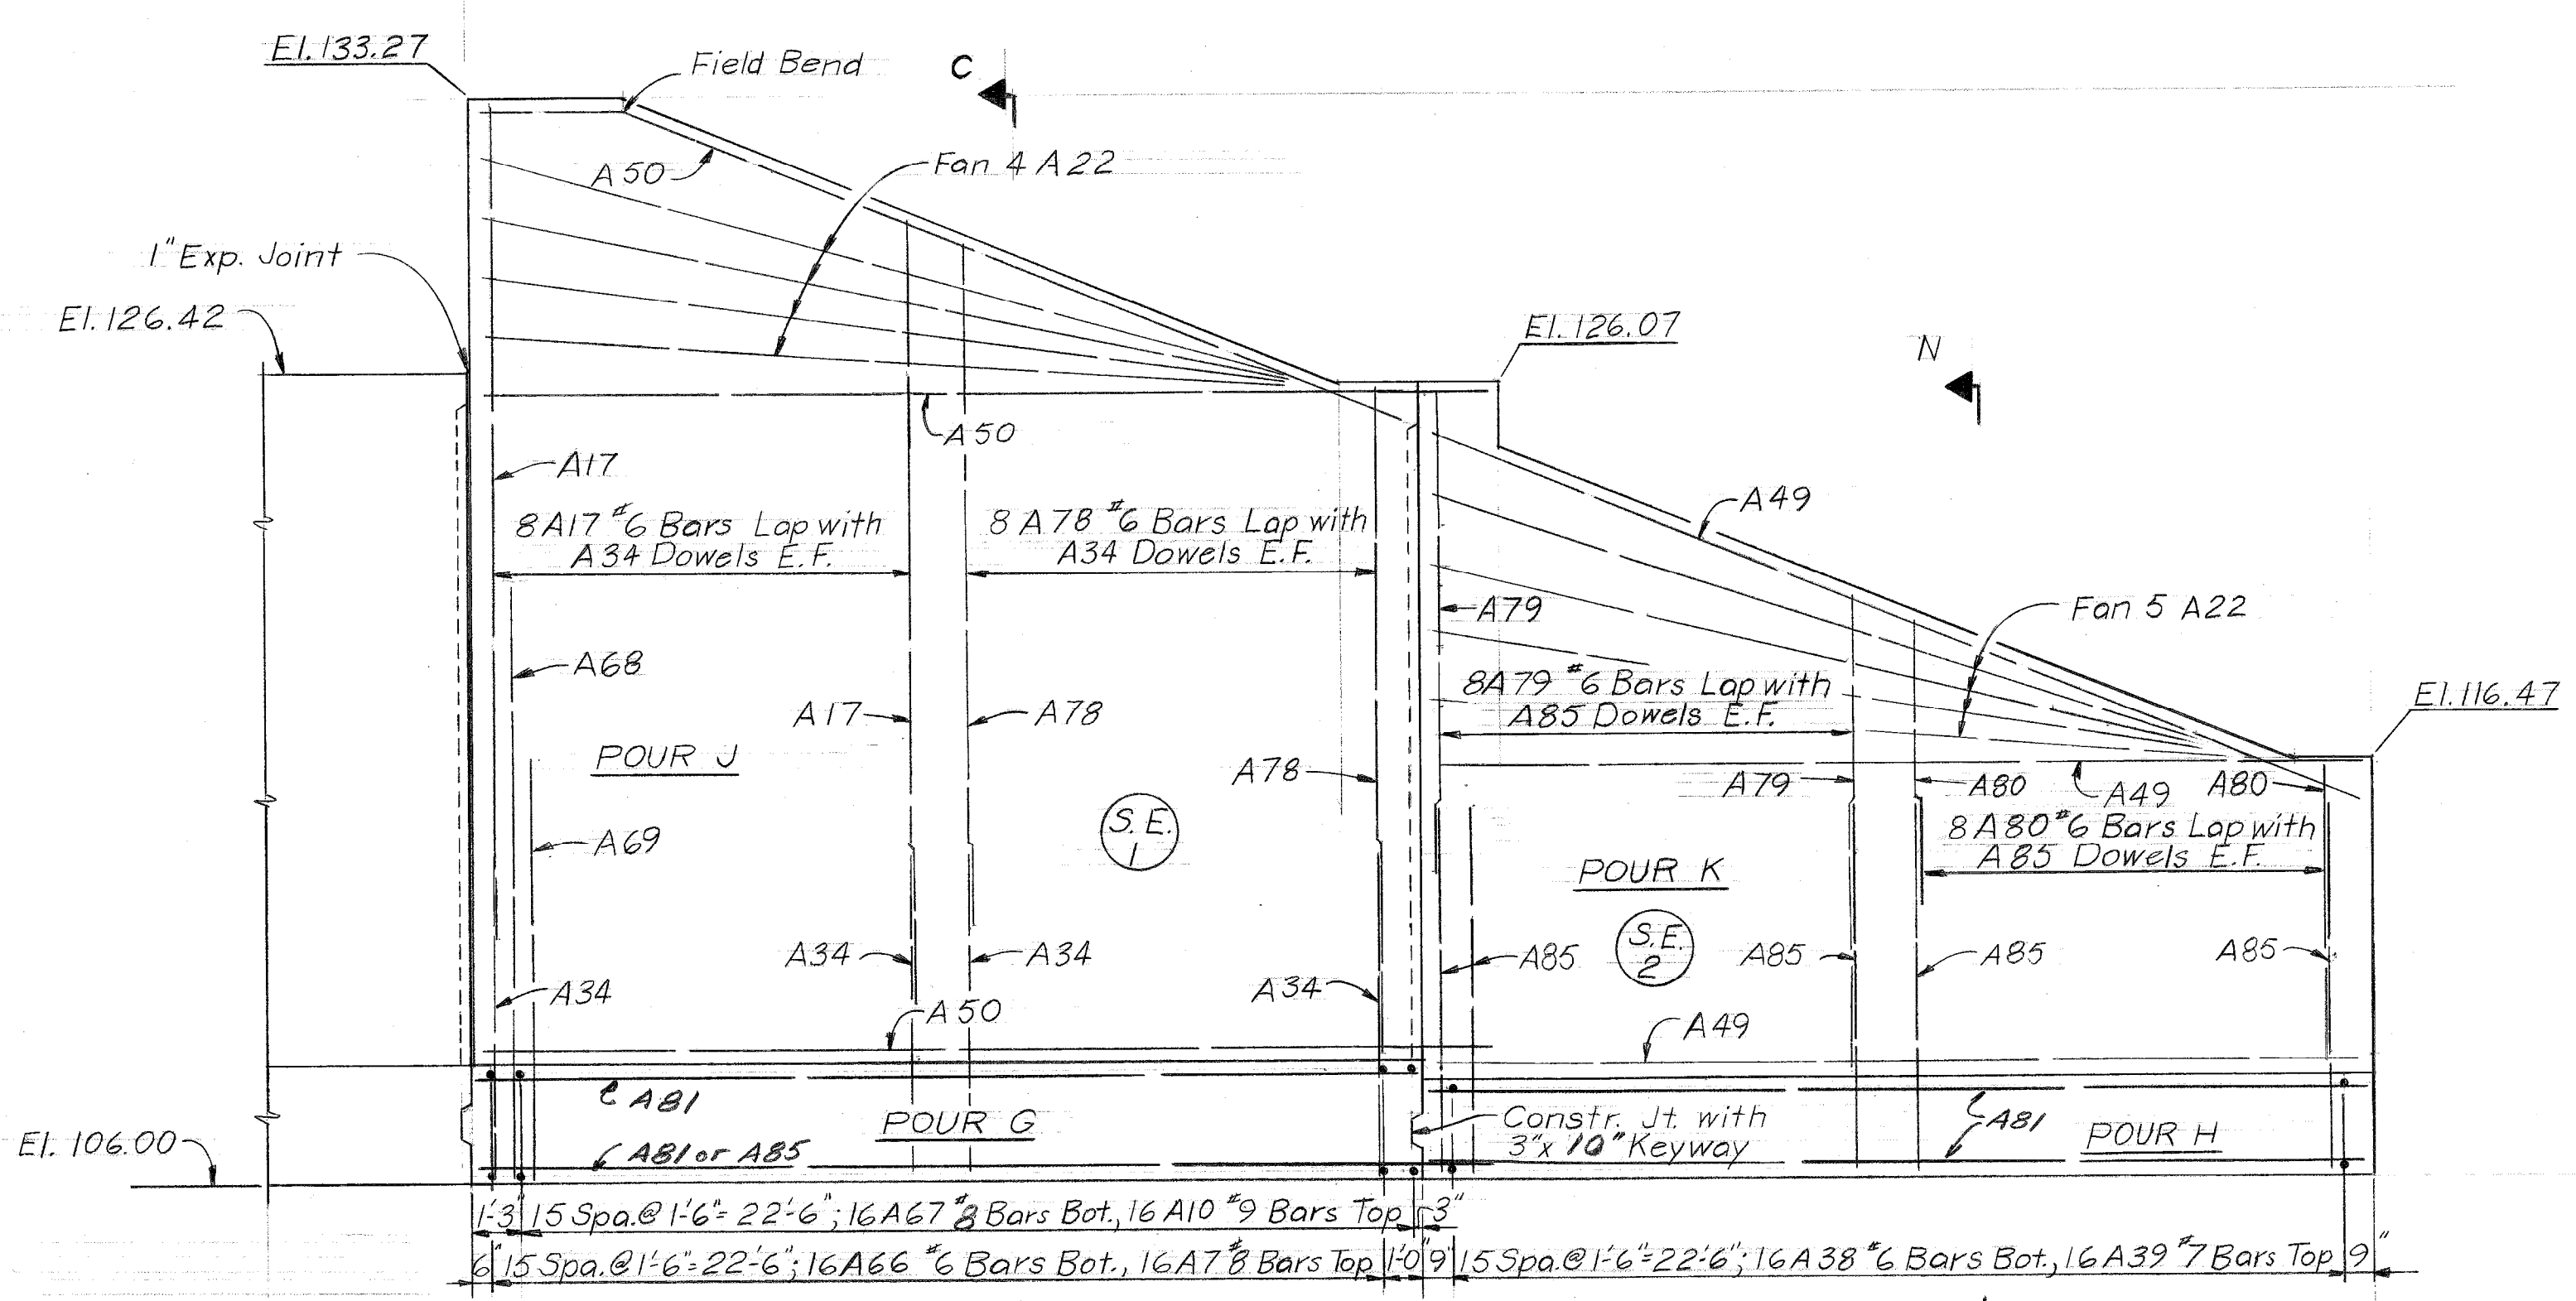 El. 133.27
Field Bend
C
A50
Fan 4 A22
1" Exp. Joint
El. 126.42
El. 126.07
N
A50
A17
A49
8 A17 #6 Bars Lap with
A34 Dowels E.F.
8 A78 #6 Bars Lap with
A34 Dowels E.F.
A79
Fan 5 A22
A68
8A79 #6 Bars Lap with
A85 Dowels E.F.
El. 116.47
A17
A78
POUR J
A78
A79
A80
A49
A80
S.E.
1
A69
8 A80 #6 Bars Lap with
A85 Dowels E.F.
POUR K
S.E.
2
A34
A34
A85
A85
A85
A85
A34
A34
A50
A49
A81
POUR G
Constr. Jt. with
3"x 10" Keyway
A81
POUR H
El. 106.00
A81 or A85
1'-3" 15 Spa.@ 1'-6"= 22'-6"; 16 A67 #8 Bars Bot., 16 A10 #9 Bars Top 3"
6" 15 Spa.@ 1'-6"= 22'-6"; 16A66 #6 Bars Bot., 16 A7 #8 Bars Top 1'-0" 9" 15 Spa.@ 1'-6"=22'-6"; 16 A38 #6 Bars Bot., 16 A39 #7 Bars Top 9"